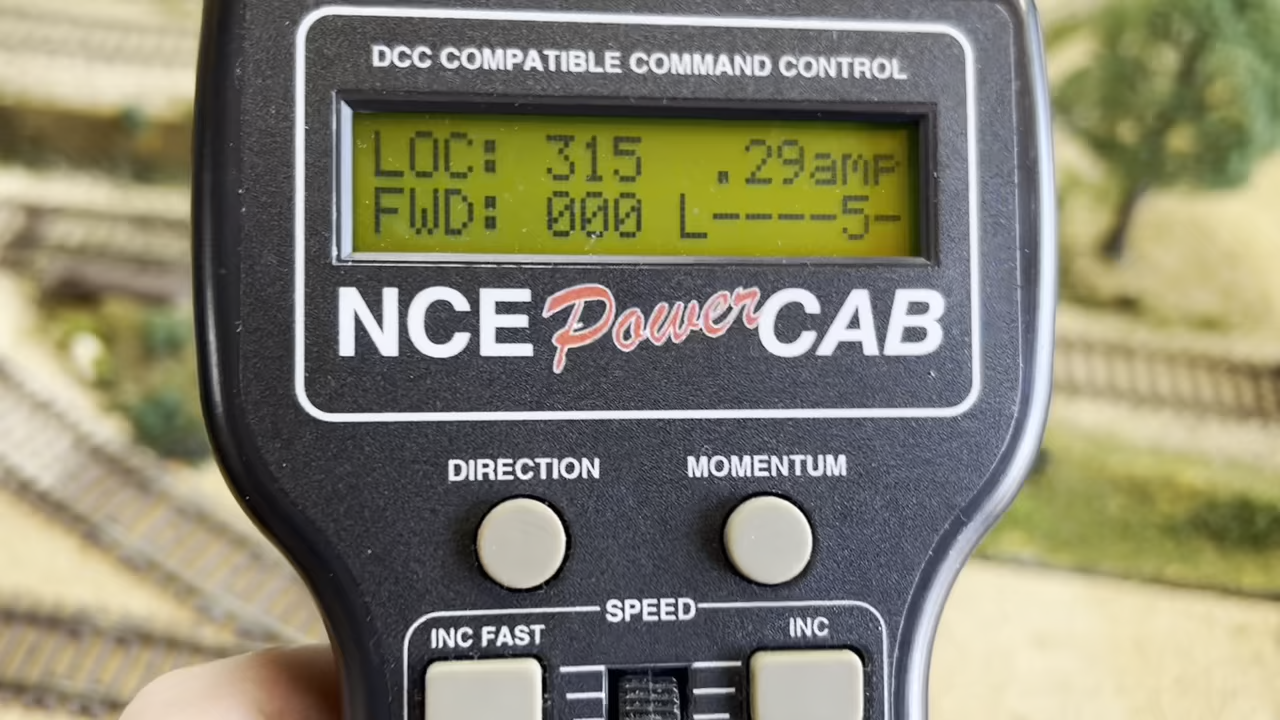 DCC COMPATIBLE COMMAND CONTROL
LOC: 315 .29amp
FWD: 000 L-----5-
NCE Power CAB
DIRECTION MOMENTUM
SPEED
INC FAST INC